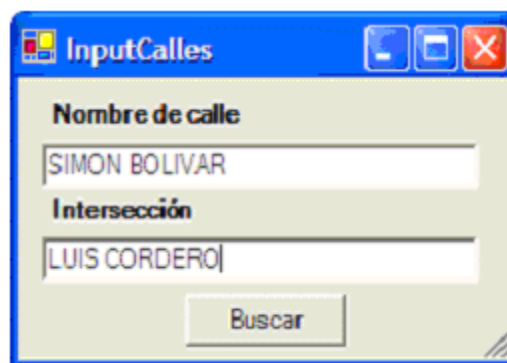 InputCalles
Nombre de calle
SIMON BOLIVAR
Intersección
LUIS CORDERO
Buscar